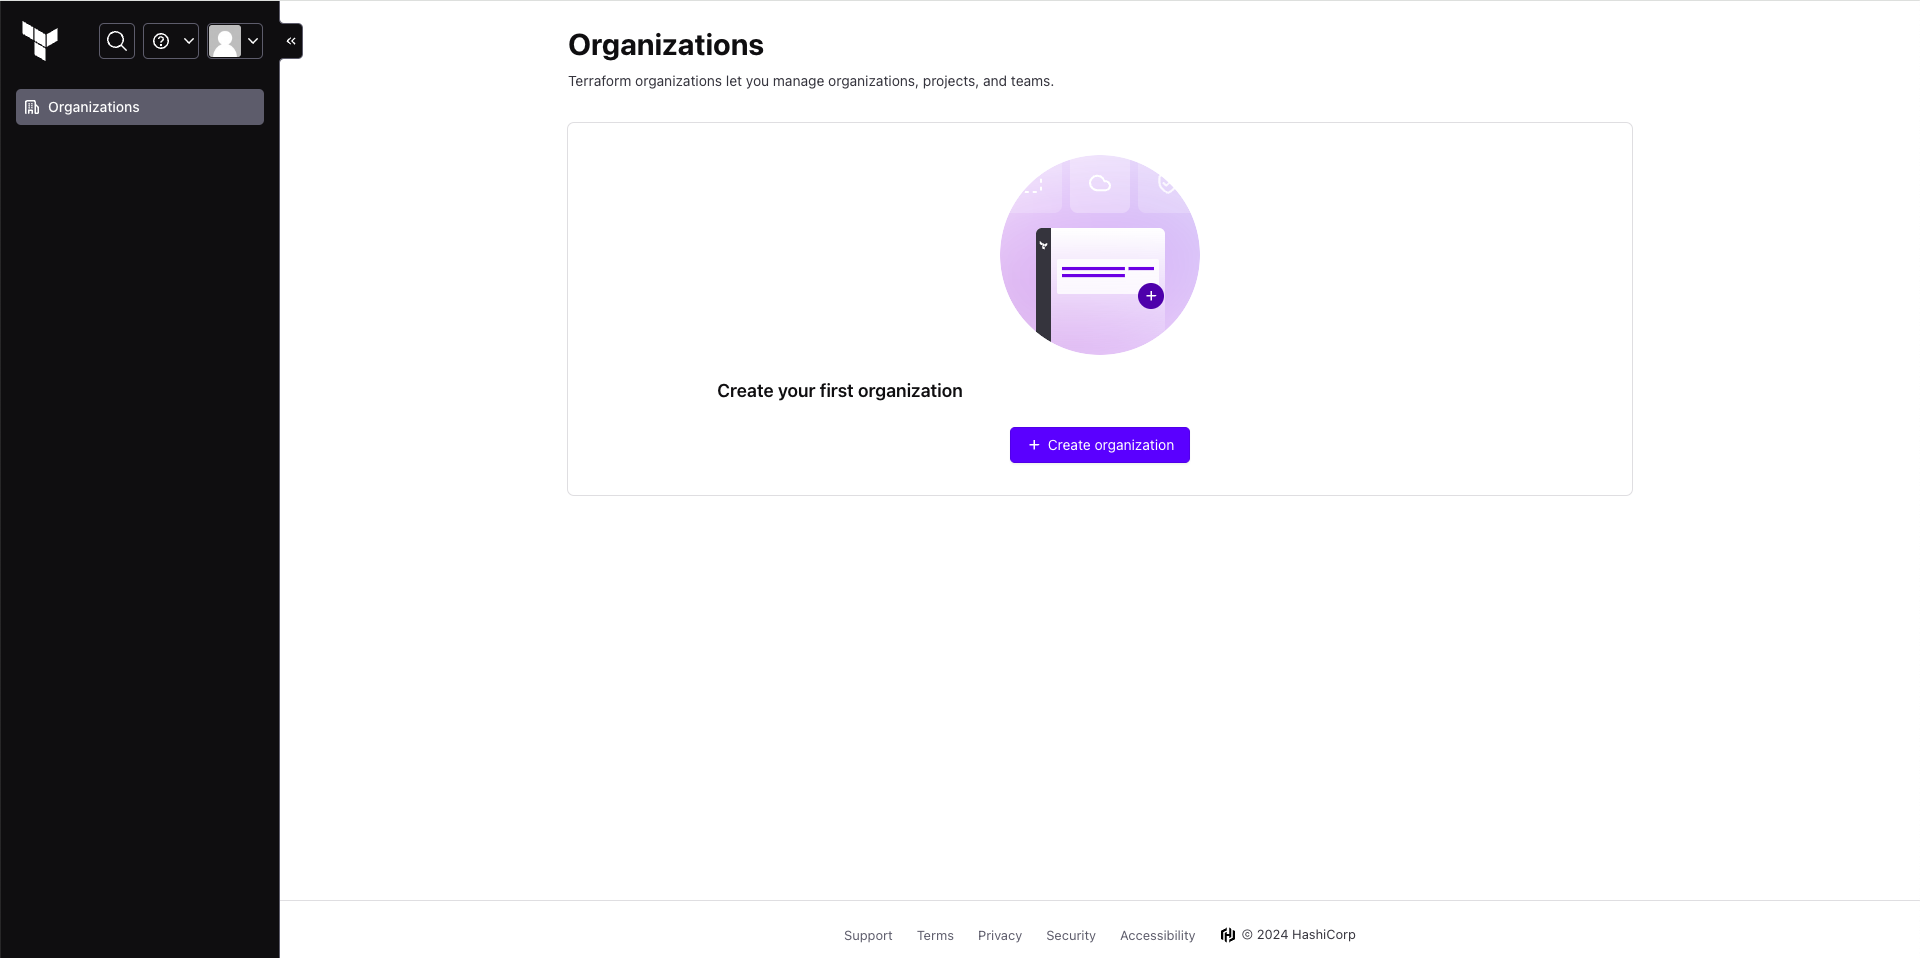 Organizations
Organizations
Terraform organizations let you manage organizations, projects, and teams.
Create your first organization
+ Create organization
Support Terms Privacy Security Accessibility © 2024 HashiCorp